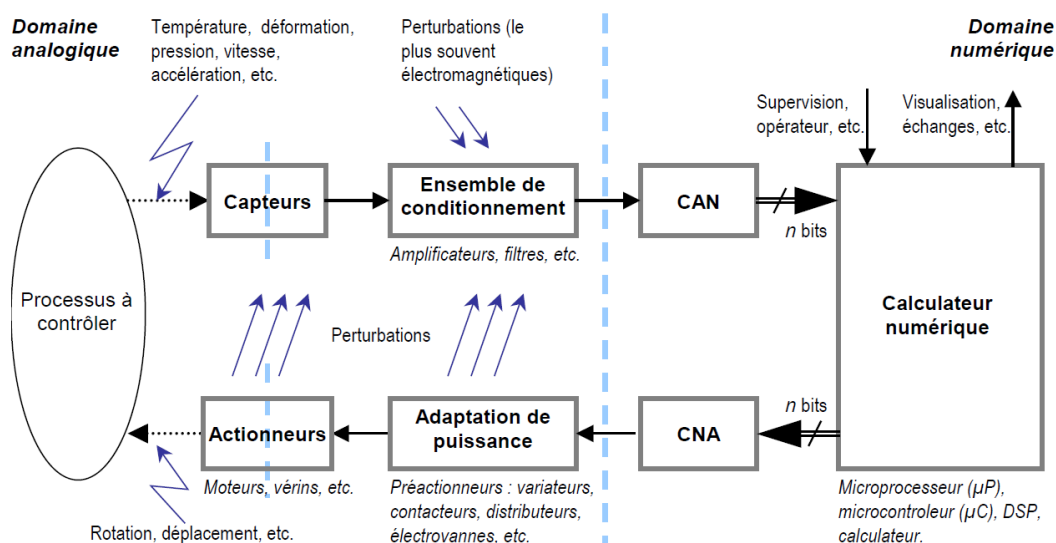 Domaine
analogique
Température, déformation,
pression, vitesse,
accélération, etc.
Perturbations (le
plus souvent
électromagnétiques)
Domaine
numérique
Supervision,
opérateur, etc.
Visualisation,
échanges, etc.
Capteurs
Ensemble de
conditionnement
Amplificateurs, filtres, etc.
CAN
n bits
Processus à
contrôler
Perturbations
Calculateur
numérique
Actionneurs
Moteurs, vérins, etc.
Adaptation de
puissance
Préactionneurs : variateurs,
contacteurs, distributeurs,
électrovannes, etc.
CNA
n bits
Microprocesseur (µP),
microcontroleur (µC), DSP,
calculateur.
Rotation, déplacement, etc.